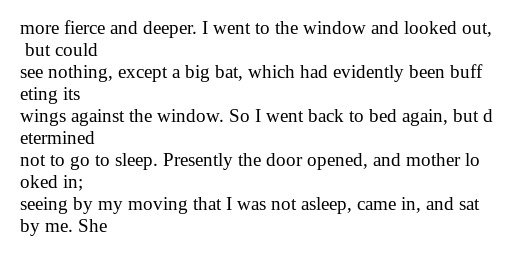 more fierce and deeper. I went to the window and looked out,
but could
see nothing, except a big bat, which had evidently been buff
eting its
wings against the window. So I went back to bed again, but d
etermined
not to go to sleep. Presently the door opened, and mother lo
oked in;
seeing by my moving that I was not asleep, came in, and sat
by me. She